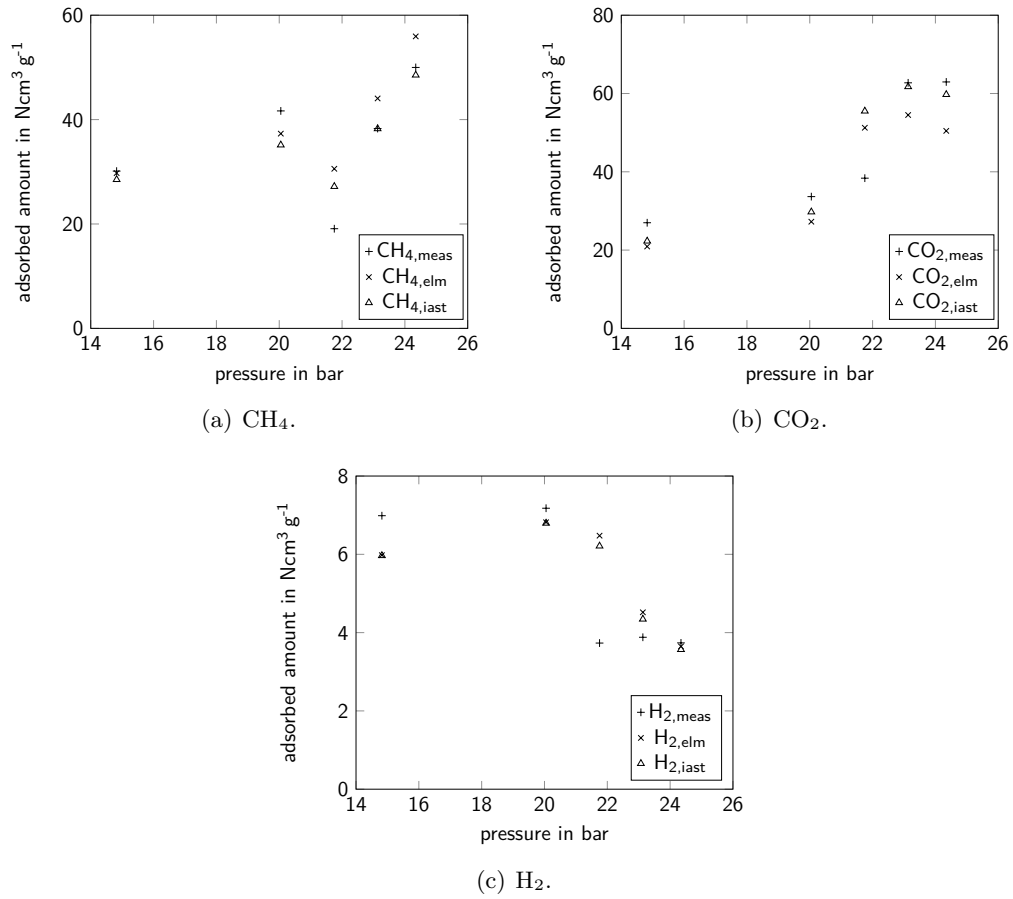 60
40
20
0
14 16 18 20 22 24 26
adsorbed amount in Ncm³ g⁻¹
pressure in bar
+ CH₄,meas
× CH₄,elm
△ CH₄,iast
(a) CH₄.
80
60
40
20
0
14 16 18 20 22 24 26
adsorbed amount in Ncm³ g⁻¹
pressure in bar
+ CO₂,meas
× CO₂,elm
△ CO₂,iast
(b) CO₂.
8
6
4
2
0
14 16 18 20 22 24 26
adsorbed amount in Ncm³ g⁻¹
pressure in bar
+ H₂,meas
× H₂,elm
△ H₂,iast
(c) H₂.